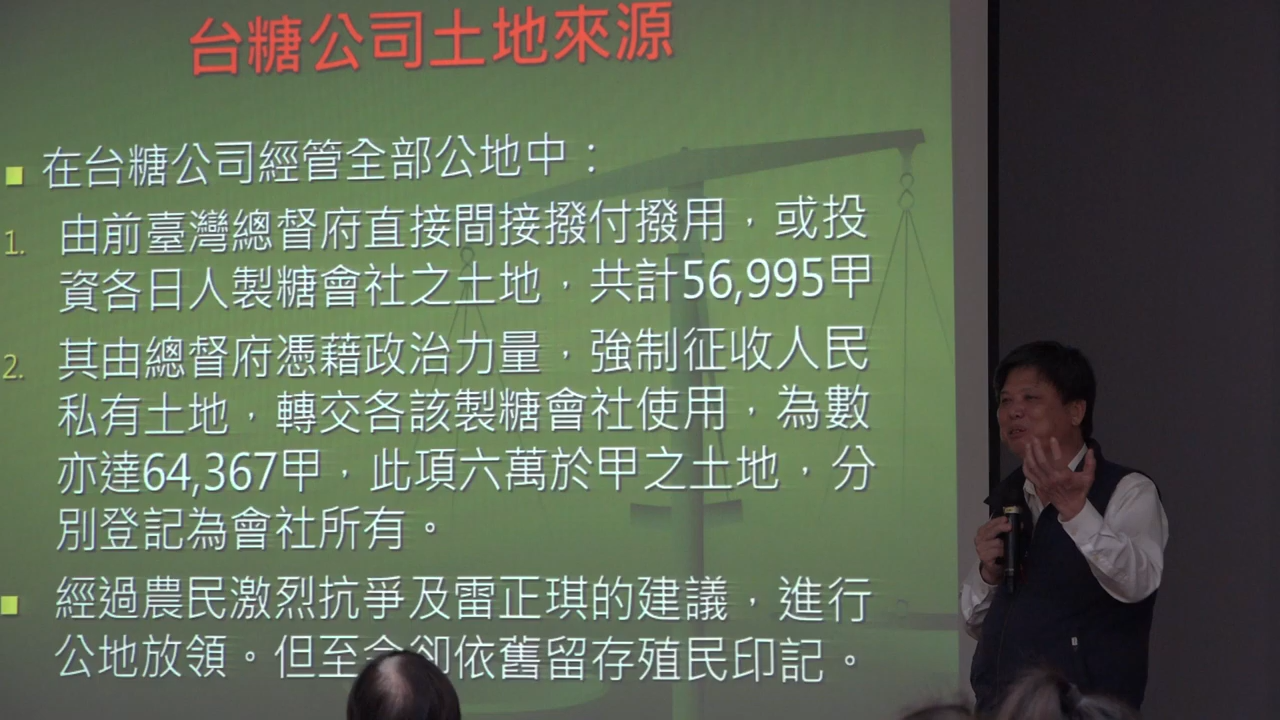 台糖公司土地來源
在台糖公司經管全部公地中：
1. 由前臺灣總督府直接間接撥付撥用，或投
資各日人製糖會社之土地，共計56,995甲
2. 其由總督府憑藉政治力量，強制征收人民
私有土地，轉交各該製糖會社使用，為數
亦達64,367甲，此項六萬於甲之土地，分
別登記為會社所有。
經過農民激烈抗爭及雷正琪的建議，進行
公地放領。但至今卻依舊留存殖民印記。